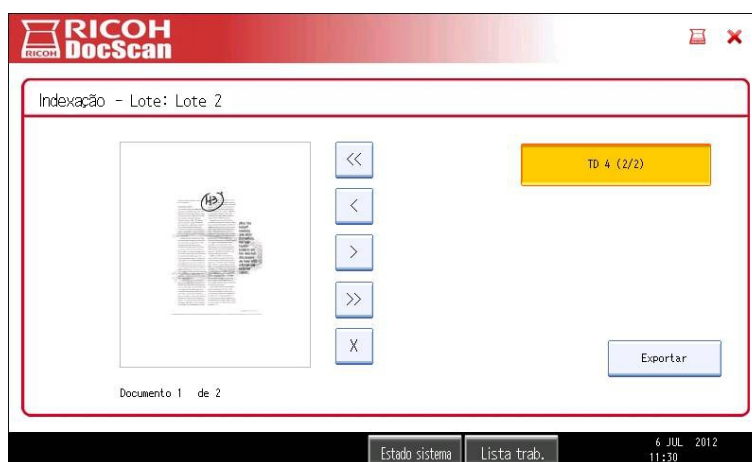 RICOH
RICOH DocScan
Indexação - Lote: Lote 2
<<
TD 4 (2/2)
<
>
>>
X
Exportar
Documento 1 de 2
Estado sistema
Lista trab.
6 JUL 2012
11:30